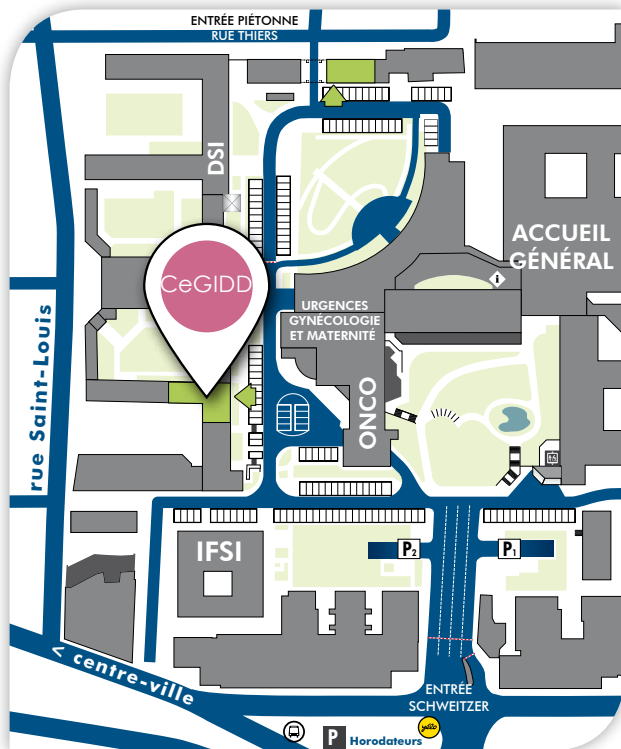 ENTRÉE PIÉTONNE
RUE THIERS
DSI
ACCUEIL
GÉNÉRAL
i
CeGIDD
URGENCES
GYNÉCOLOGIE
ET MATERNITÉ
ONCO
rue Saint-Louis
IFSI
P2
P1
< centre-ville
ENTRÉE
SCHWEITZER
yélo
P Horodateurs